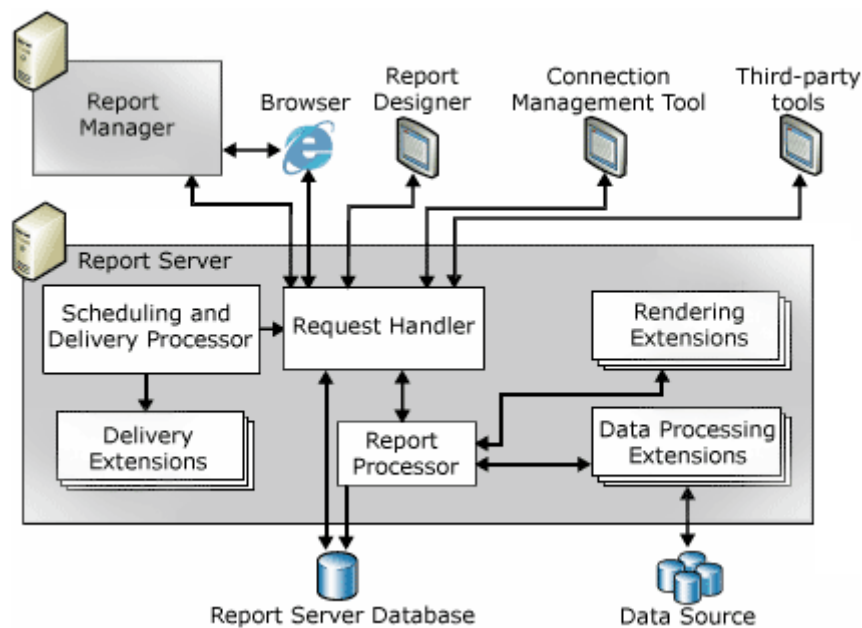 Report
Manager
Browser
Report
Designer
Connection
Management Tool
Third-party
tools
Report Server
Scheduling and
Delivery Processor
Request Handler
Rendering
Extensions
Delivery
Extensions
Report
Processor
Data Processing
Extensions
Report Server Database
Data Source